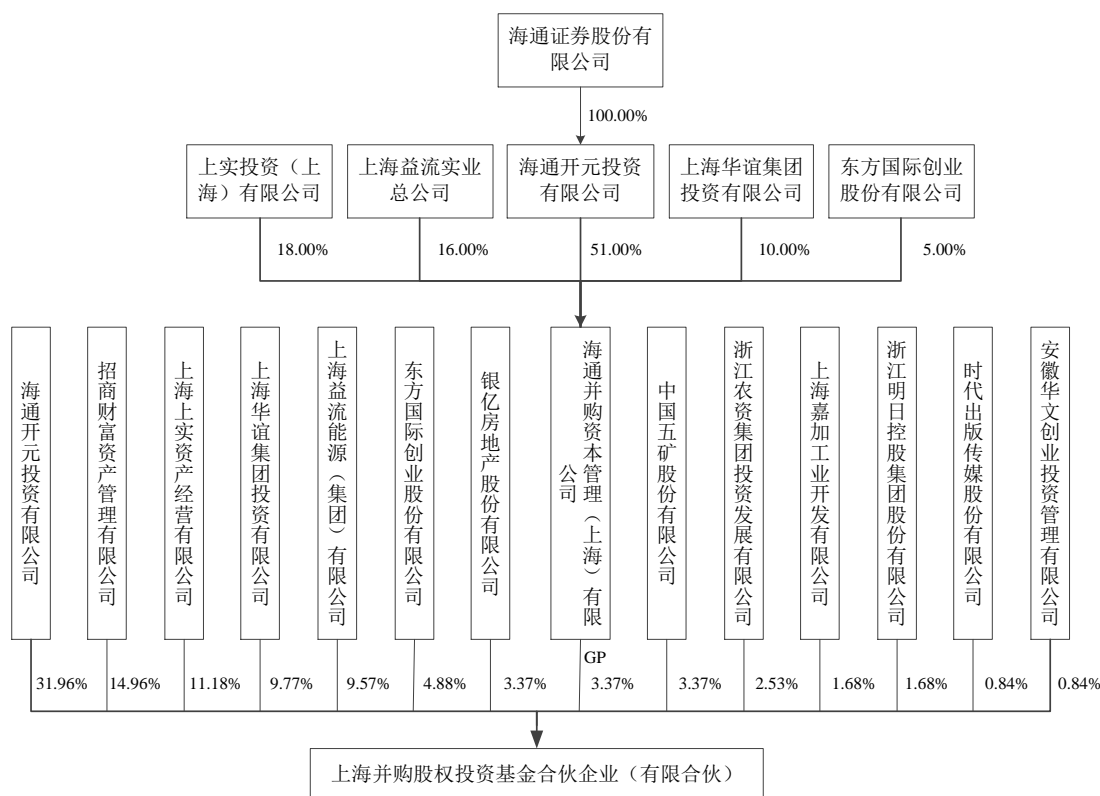 海通证券股份有
限公司
100.00%
上实投资（上
海）有限公司
上海益流实业
总公司
海通开元投资
有限公司
上海华谊集团
投资有限公司
东方国际创业
股份有限公司
18.00%
16.00%
51.00%
10.00%
5.00%
海通开元投资有限公司
招商财富资产管理有限公司
上海上实资产经营有限公司
上海华谊集团投资有限公司
上海益流能源（集团）有限公司
东方国际创业股份有限公司
银亿房地产股份有限公司
海通并购资本管理（上海）有限
公司
中国五矿股份有限公司
浙江农资集团投资发展有限公司
上海嘉加工业开发有限公司
浙江明日控股集团股份有限公司
时代出版传媒股份有限公司
安徽华文创业投资管理有限公司
GP
31.96%
14.96%
11.18%
9.77%
9.57%
4.88%
3.37%
3.37%
3.37%
2.53%
1.68%
1.68%
0.84%
0.84%
上海并购股权投资基金合伙企业（有限合伙）